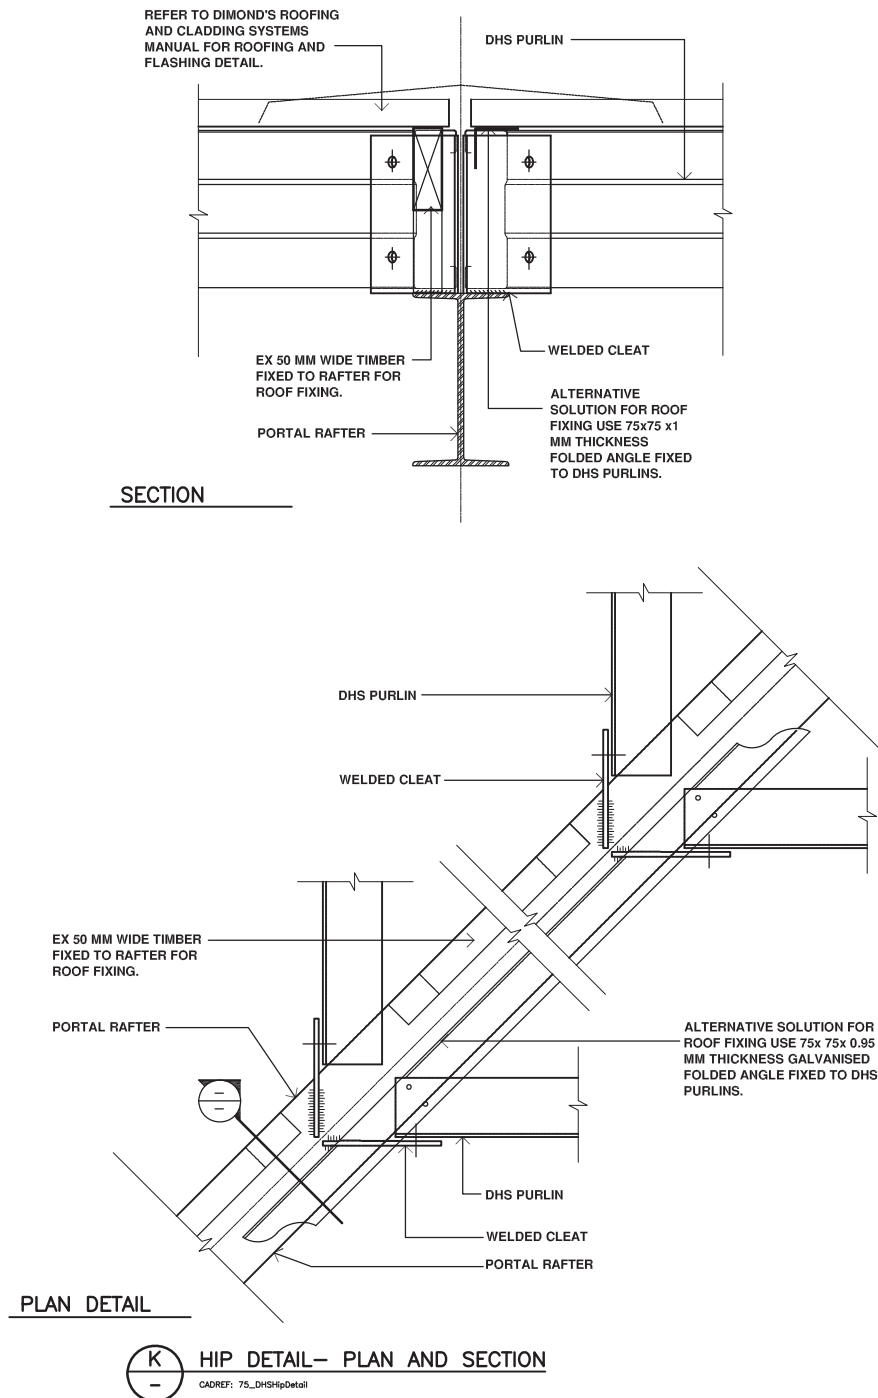 REFER TO DIMOND'S ROOFING
AND CLADDING SYSTEMS
MANUAL FOR ROOFING AND
FLASHING DETAIL.
DHS PURLIN
WELDED CLEAT
EX 50 MM WIDE TIMBER
FIXED TO RAFTER FOR
ROOF FIXING.
PORTAL RAFTER
ALTERNATIVE
SOLUTION FOR ROOF
FIXING USE 75x75 x1
MM THICKNESS
FOLDED ANGLE FIXED
TO DHS PURLINS.
SECTION
DHS PURLIN
WELDED CLEAT
EX 50 MM WIDE TIMBER
FIXED TO RAFTER FOR
ROOF FIXING.
PORTAL RAFTER
ALTERNATIVE SOLUTION FOR
ROOF FIXING USE 75x 75x 0.95
MM THICKNESS GALVANISED
FOLDED ANGLE FIXED TO DHS
PURLINS.
–
–
DHS PURLIN
WELDED CLEAT
PORTAL RAFTER
PLAN DETAIL
K
–
HIP DETAIL– PLAN AND SECTION
CADREF: 75_DHSHipDetail